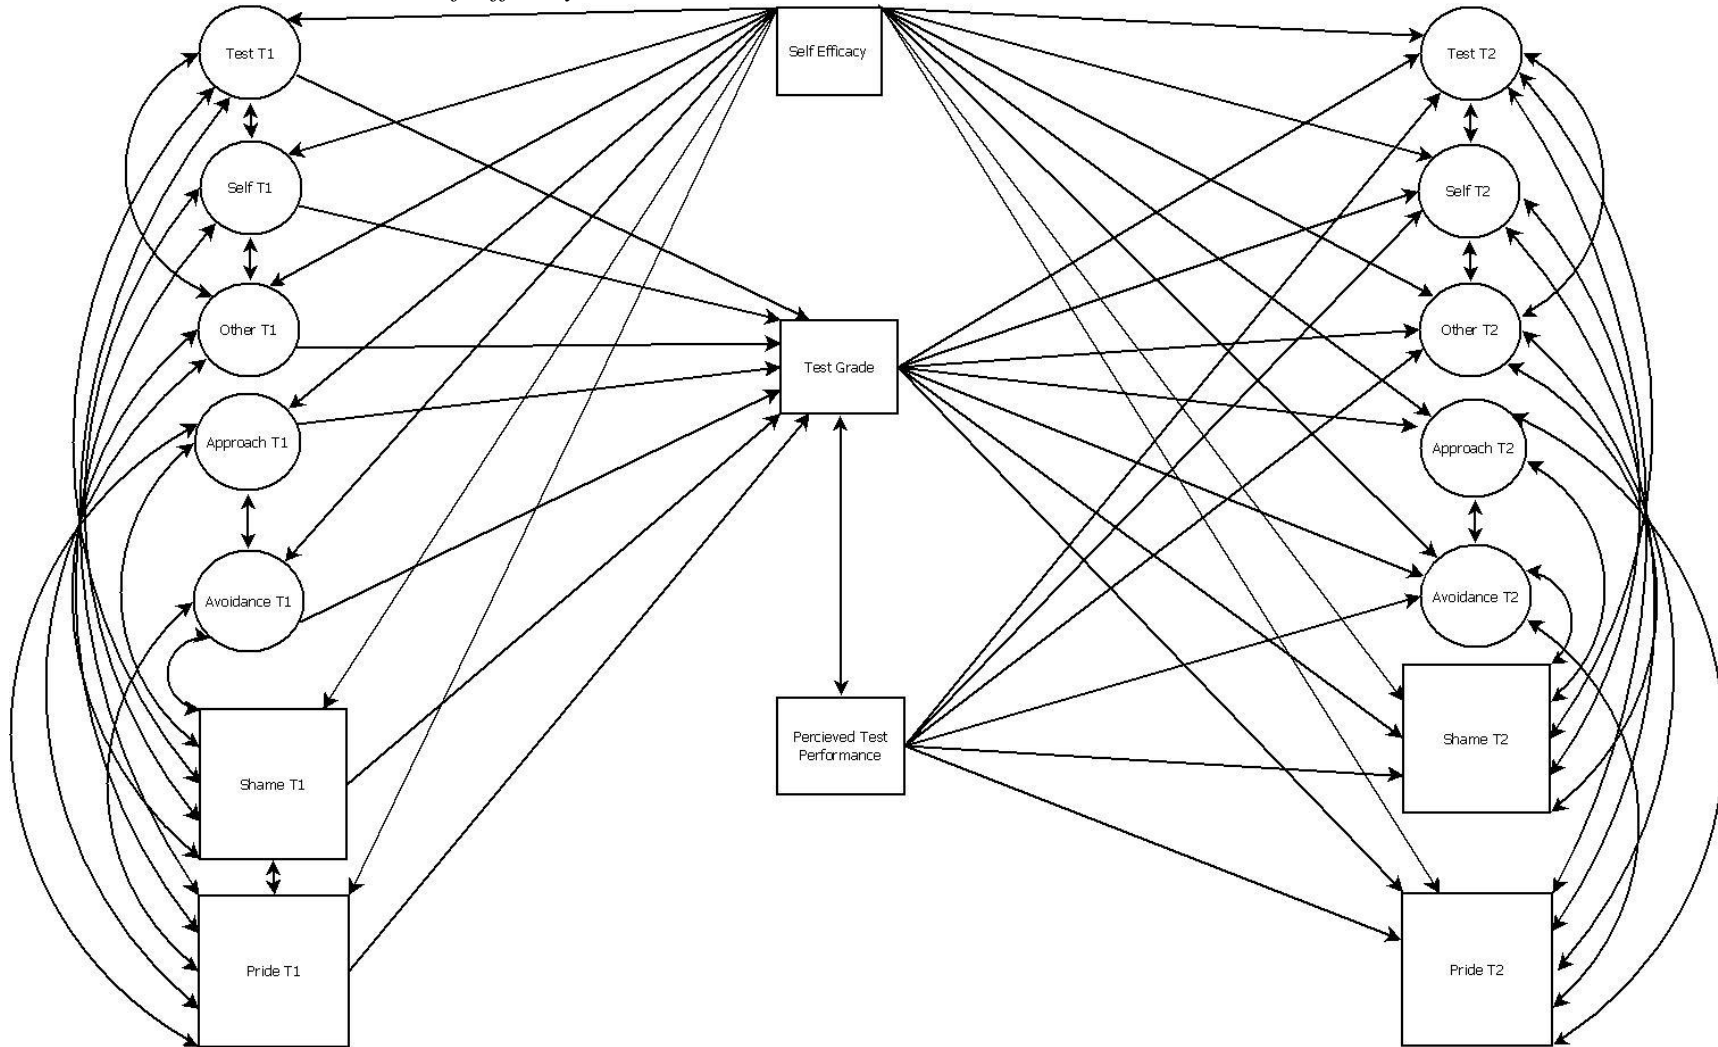 Test T1
Self Efficacy
Test T2
Self T1
Self T2
Other T1
Other T2
Test Grade
Approach T1
Approach T2
Avoidance T1
Avoidance T2
Percieved Test
Performance
Shame T2
Shame T1
Pride T1
Pride T2